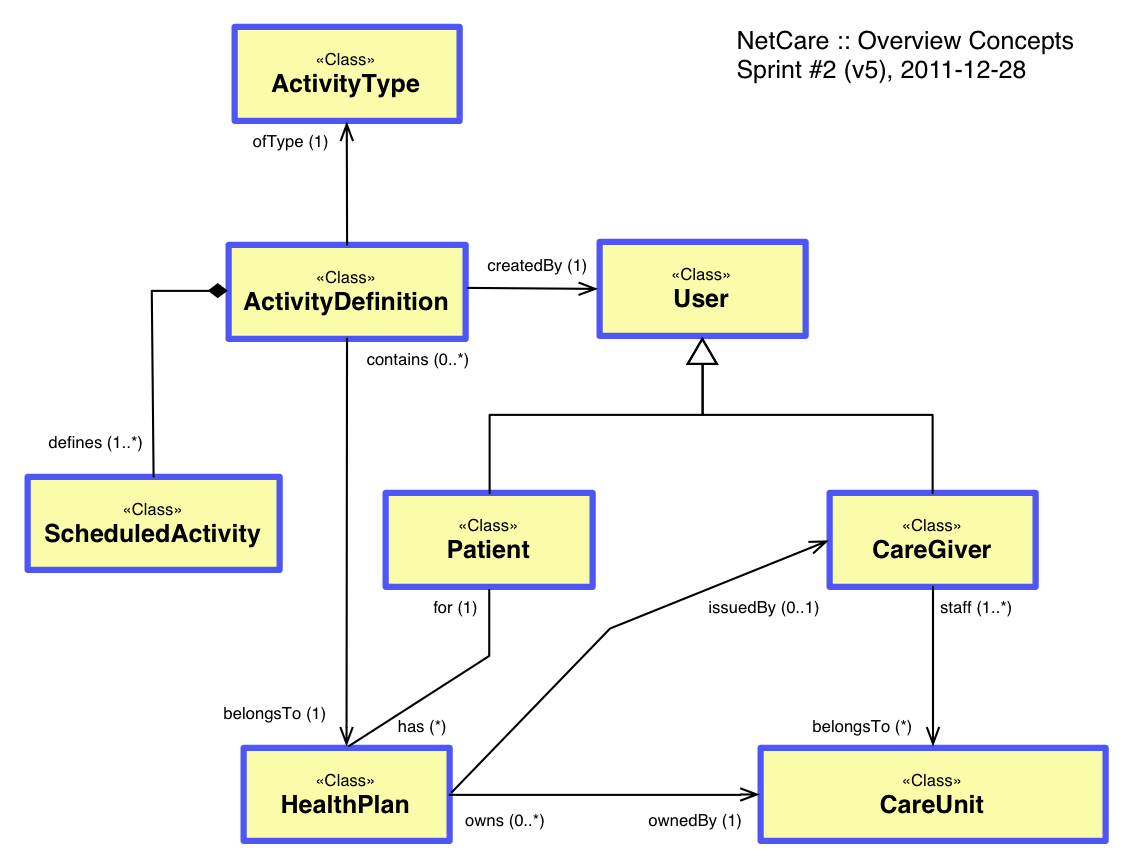 NetCare :: Overview Concepts
Sprint #2 (v5), 2011-12-28
«Class»
ActivityType
ofType (1)
«Class»
ActivityDefinition
createdBy (1)
«Class»
User
contains (0..*)
defines (1..*)
«Class»
ScheduledActivity
«Class»
Patient
«Class»
CareGiver
for (1)
issuedBy (0..1)
staff (1..*)
belongsTo (1)
has (*)
belongsTo (*)
«Class»
HealthPlan
«Class»
CareUnit
owns (0..*)
ownedBy (1)